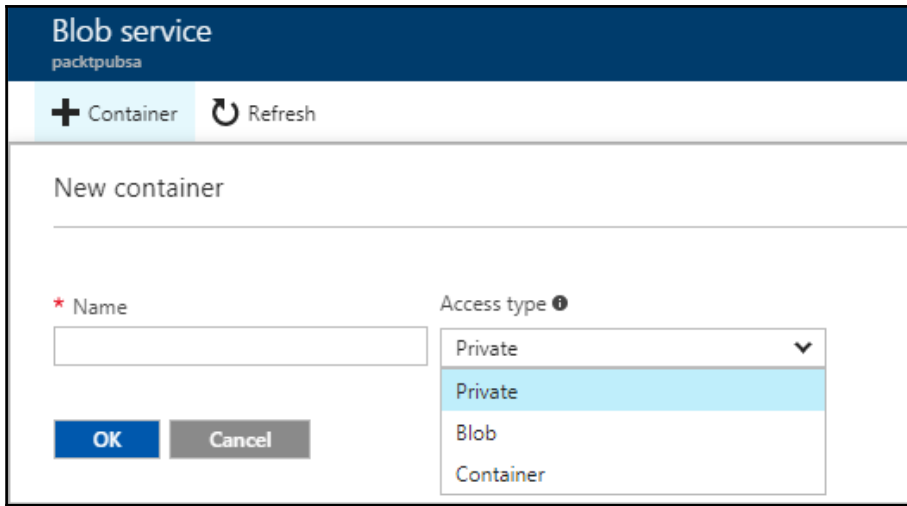 Blob service
packtpubsa
Container Refresh
New container
* Name
Access type
Private
Private
Blob
Container
OK Cancel